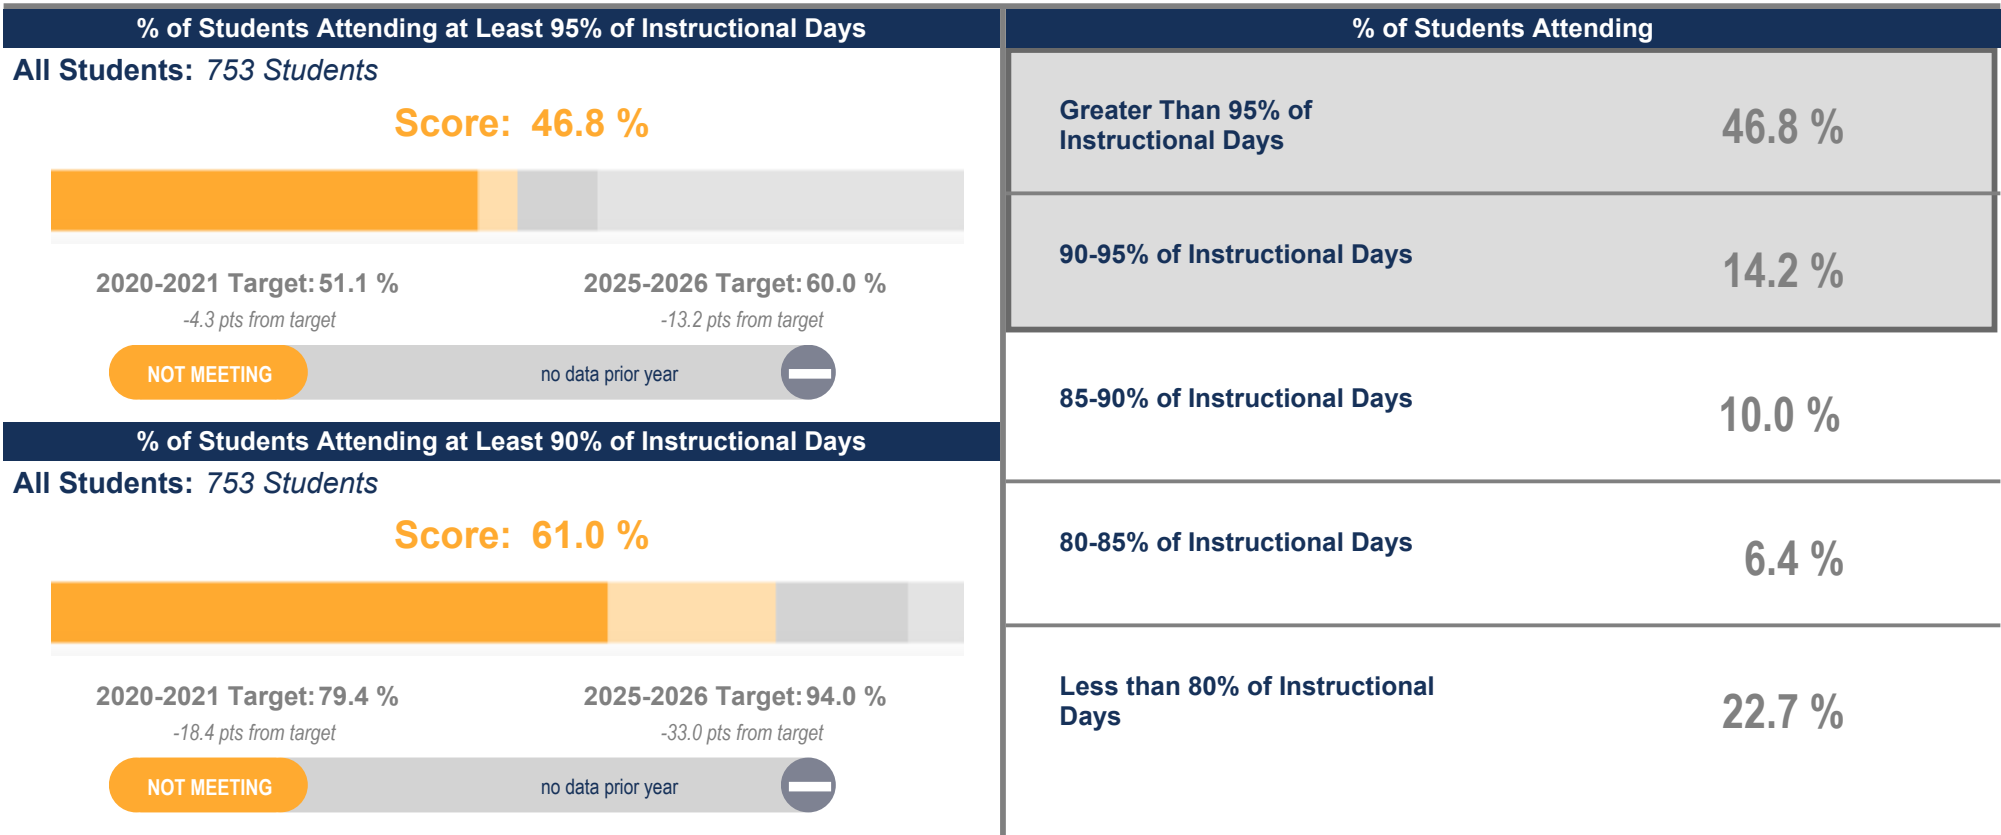 % of Students Attending at Least 95% of Instructional Days
All Students: 753 Students
Score: 46.8 %
2020-2021 Target: 51.1 %
-4.3 pts from target
2025-2026 Target: 60.0 %
-13.2 pts from target
NOT MEETING
no data prior year
% of Students Attending at Least 90% of Instructional Days
All Students: 753 Students
Score: 61.0 %
2020-2021 Target: 79.4 %
-18.4 pts from target
2025-2026 Target: 94.0 %
-33.0 pts from target
NOT MEETING
no data prior year
% of Students Attending
Greater Than 95% of
Instructional Days
46.8 %
90-95% of Instructional Days
14.2 %
85-90% of Instructional Days
10.0 %
80-85% of Instructional Days
6.4 %
Less than 80% of Instructional
Days
22.7 %